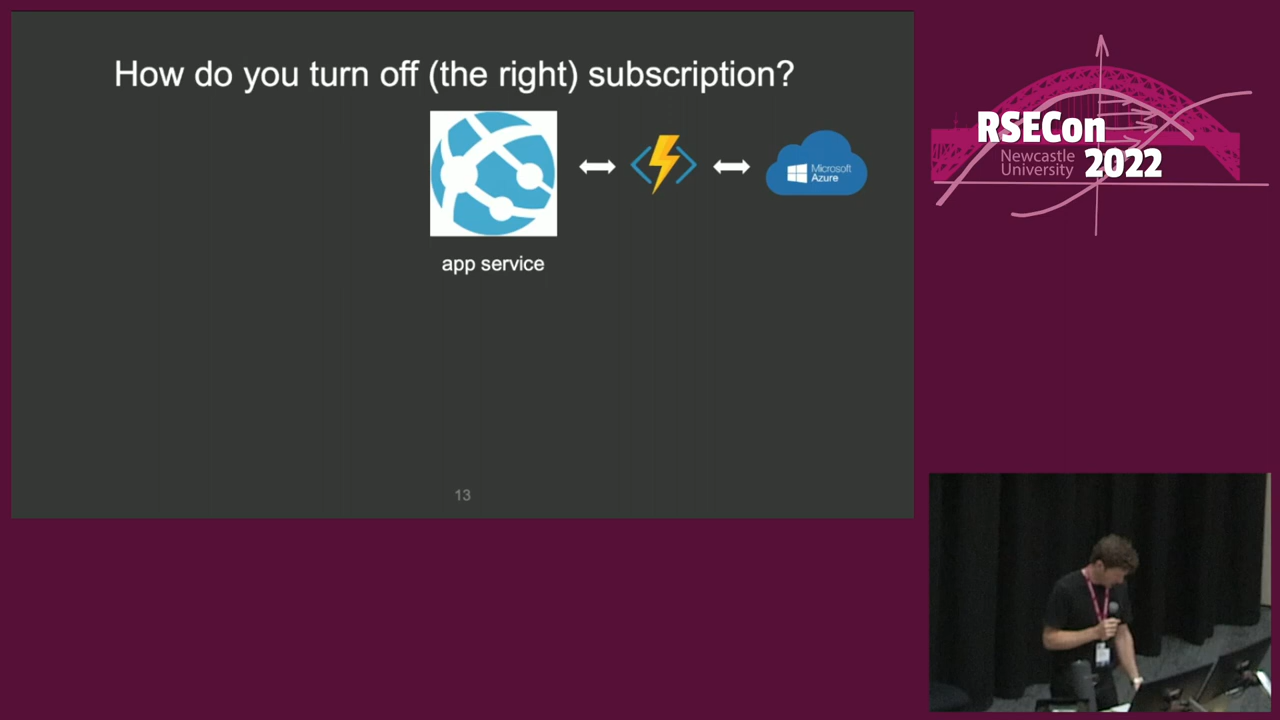 How do you turn off (the right) subscription?
Microsoft
Azure
app service
13
RSECon
Newcastle
University
2022